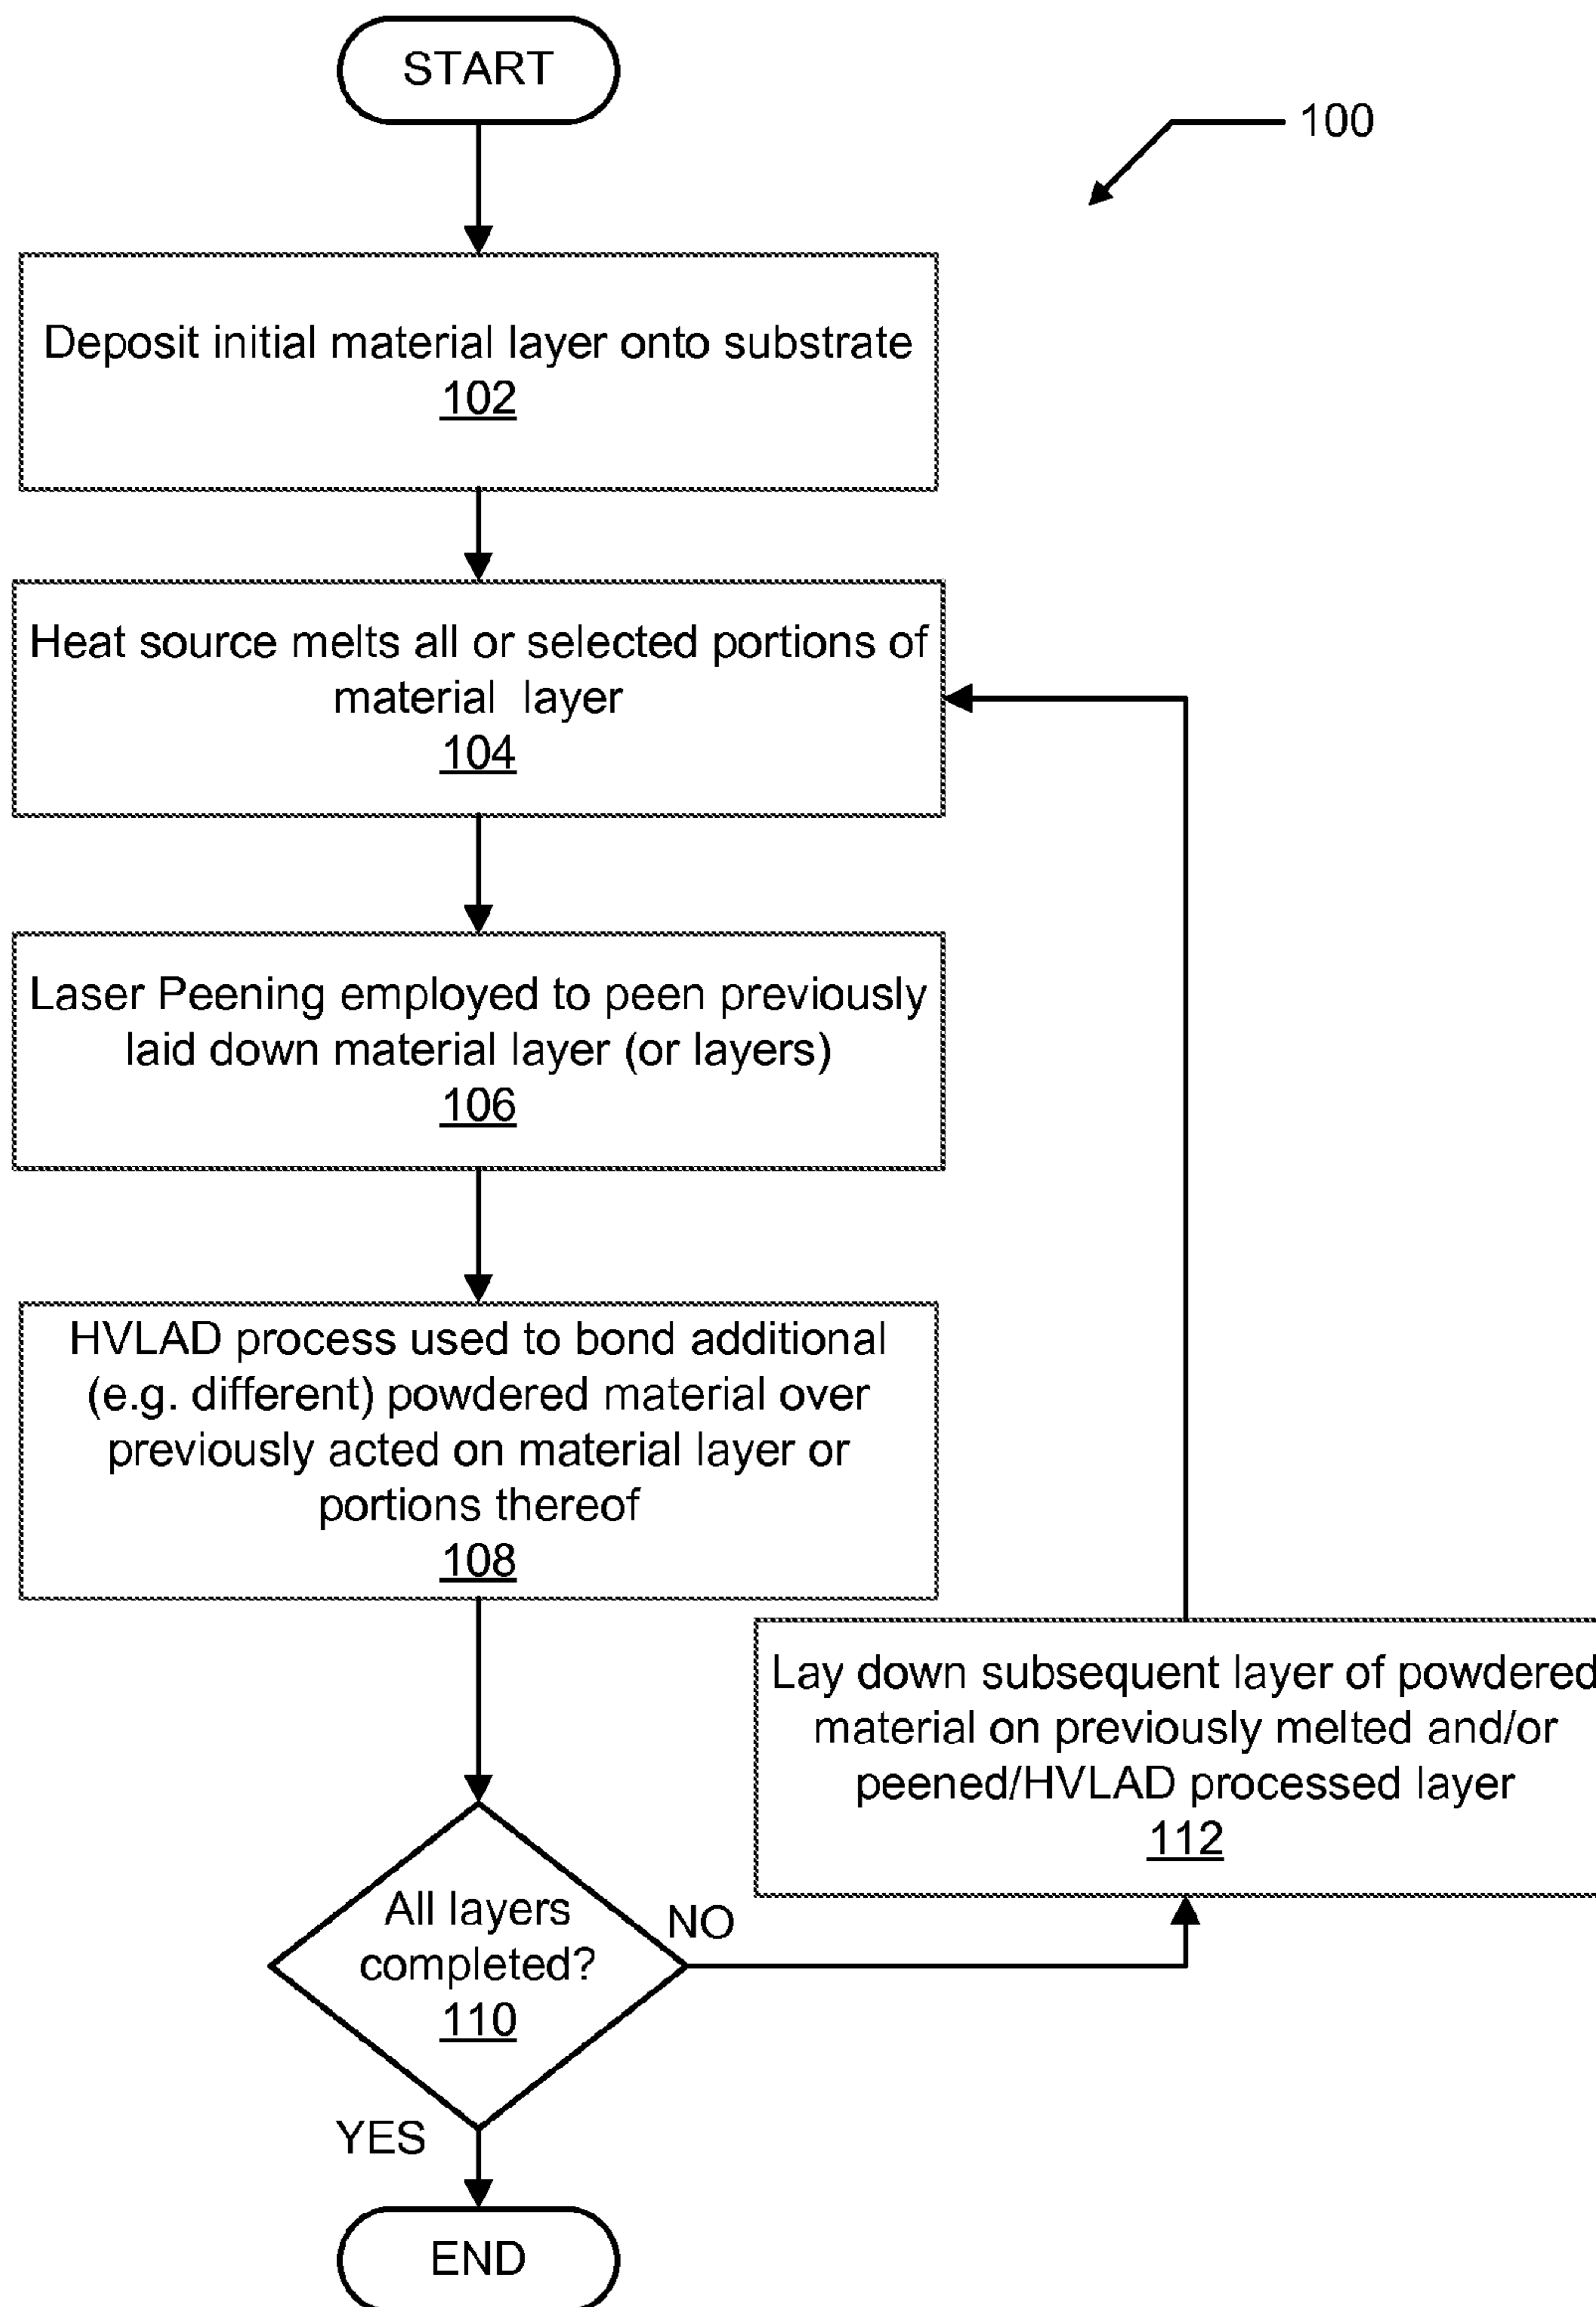 START
100
Deposit initial material layer onto substrate
102
Heat source melts all or selected portions of
material layer
104
Laser Peening employed to peen previously
laid down material layer (or layers)
106
HVLAD process used to bond additional
(e.g. different) powdered material over
previously acted on material layer or
portions thereof
108
Lay down subsequent layer of powdered
material on previously melted and/or
peened/HVLAD processed layer
112
All layers
completed?
110
NO
YES
END